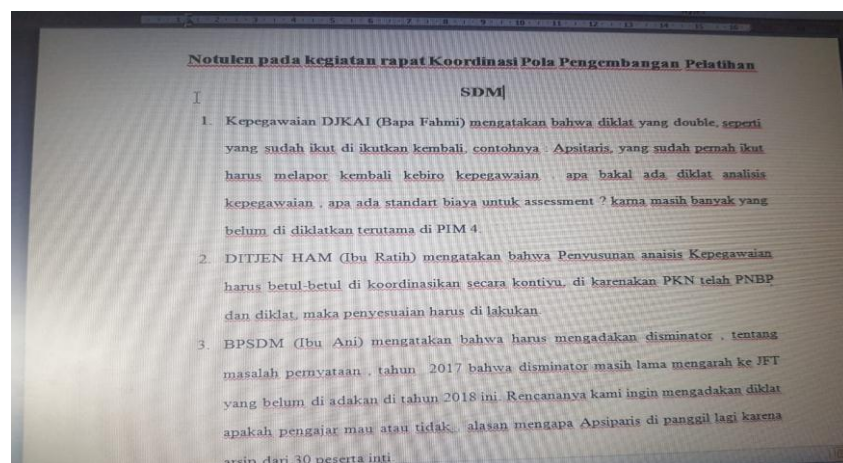 Notulen pada kegiatan rapat Koordinasi Pola Pengembangan Pelatihan
SDM
1. Kepegawaian DJKAI (Bapa Fahmi) mengatakan bahwa diklat yang double, seperti
yang sudah ikut di ikutkan kembali, contohnya : Apsitaris, yang sudah pernah ikut
harus melapor kembali kebiro kepegawaian . apa bakal ada diklat analisis
kepegawaian , apa ada standart biaya untuk assessment ? karna masih banyak yang
belum di diklatkan terutama di PIM 4.
2. DITJEN HAM (Ibu Ratih) mengatakan bahwa Penyusunan anaisis Kepegawaian
harus betul-betul di koordinasikan secara kontiyu, di karenakan PKN telah PNBP
dan diklat, maka penyesuaian harus di lakukan.
3. BPSDM (Ibu Ani) mengatakan bahwa harus mengadakan disminator , tentang
masalah pernyataan , tahun 2017 bahwa disminator masih lama mengarah ke JFT
yang belum di adakan di tahun 2018 ini. Rencananya kami ingin mengadakan diklat
apakah pengajar mau atau tidak, alasan mengapa Apsiparis di panggil lagi karena
arsip dari 30 peserta inti